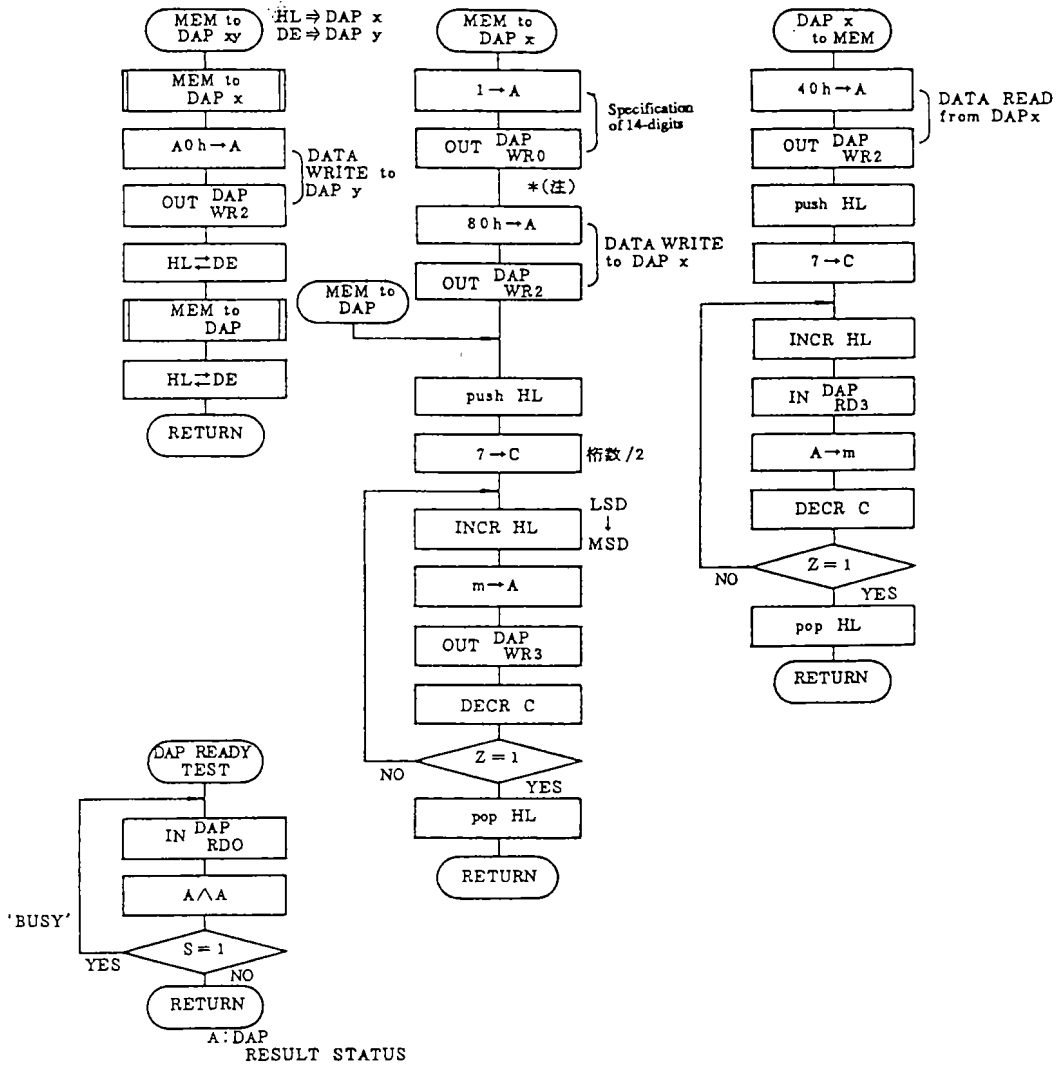 MEM to
DAP xy
HL⇒DAP x
DE⇒DAP y
MEM to
DAP x
A0h→A
OUT DAP
WR2
DATA
WRITE to
DAP y
HL⇄DE
MEM to
DAP
HL⇄DE
RETURN
MEM to
DAP x
1→A
OUT DAP
WR0
Specification
of 14-digits
*(注)
80h→A
OUT DAP
WR2
DATA WRITE
to DAP x
MEM to
DAP
push HL
7→C
桁数/2
INCR HL
LSD
↓
MSD
m→A
OUT DAP
WR3
DECR C
Z=1
NO
YES
pop HL
RETURN
DAP x
to MEM
40h→A
OUT DAP
WR2
DATA READ
from DAPx
push HL
7→C
INCR HL
IN DAP
RD3
A→m
DECR C
Z=1
NO
YES
pop HL
RETURN
DAP READY
TEST
IN DAP
RDO
A∧A
'BUSY'
S=1
YES
NO
RETURN
A:DAP
RESULT STATUS